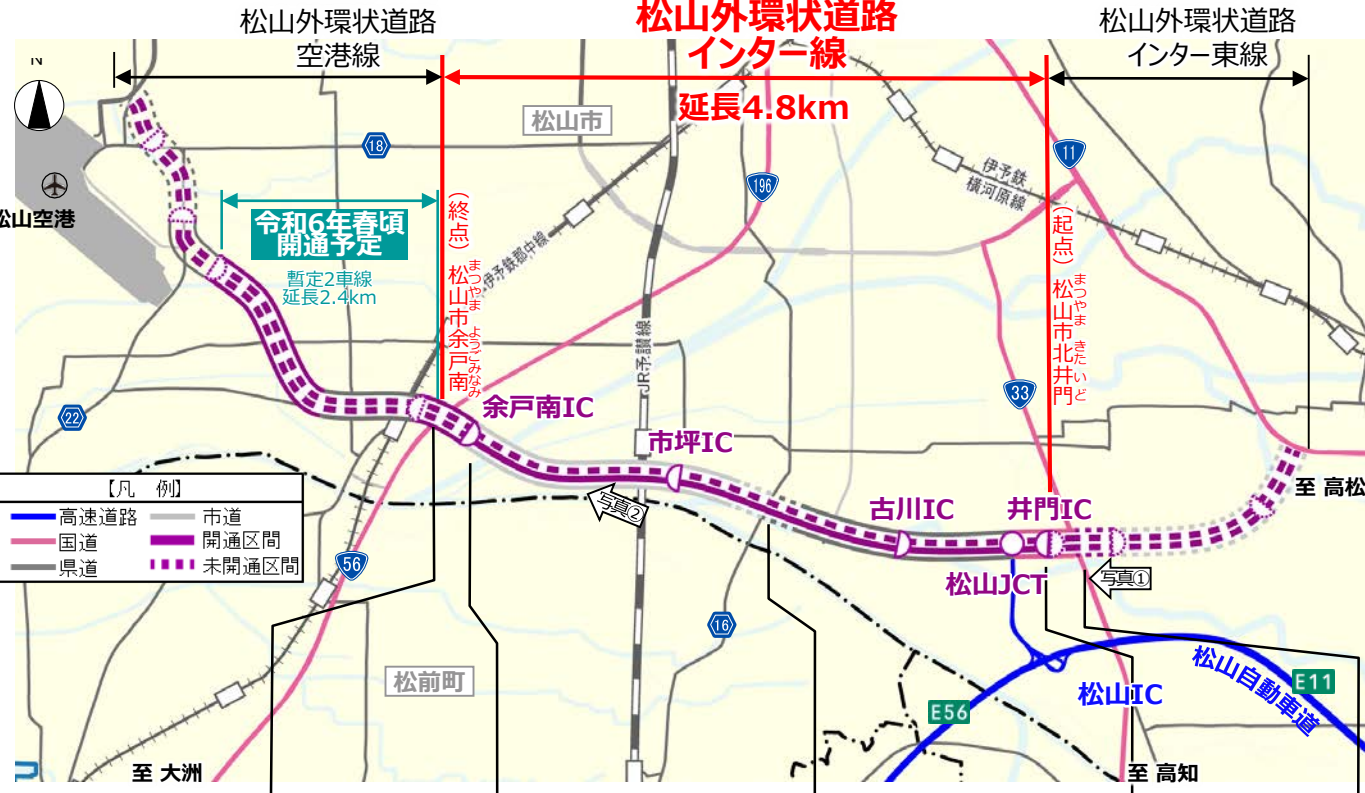 松山外環状道路
空港線
松山外環状道路
インター線
延長4.8km
松山外環状道路
インター東線
N
松山市
18
196
11
伊予鉄
横河原線
松山空港
令和6年春頃
開通予定
暫定2車線
延長2.4km
(終点)松山市余戸南
まつやま ようごみなみ
伊予鉄郡中線
JR予讃線
(起点)松山市北井門
まつやま きたいど
33
22
余戸南IC
市坪IC
古川IC
井門IC
松山JCT
至 高松
写真②
写真①
【凡 例】
高速道路
市道
国道
開通区間
県道
未開通区間
56
16
松前町
松山IC
松山自動車道
E11
E56
至 大洲
至 高知